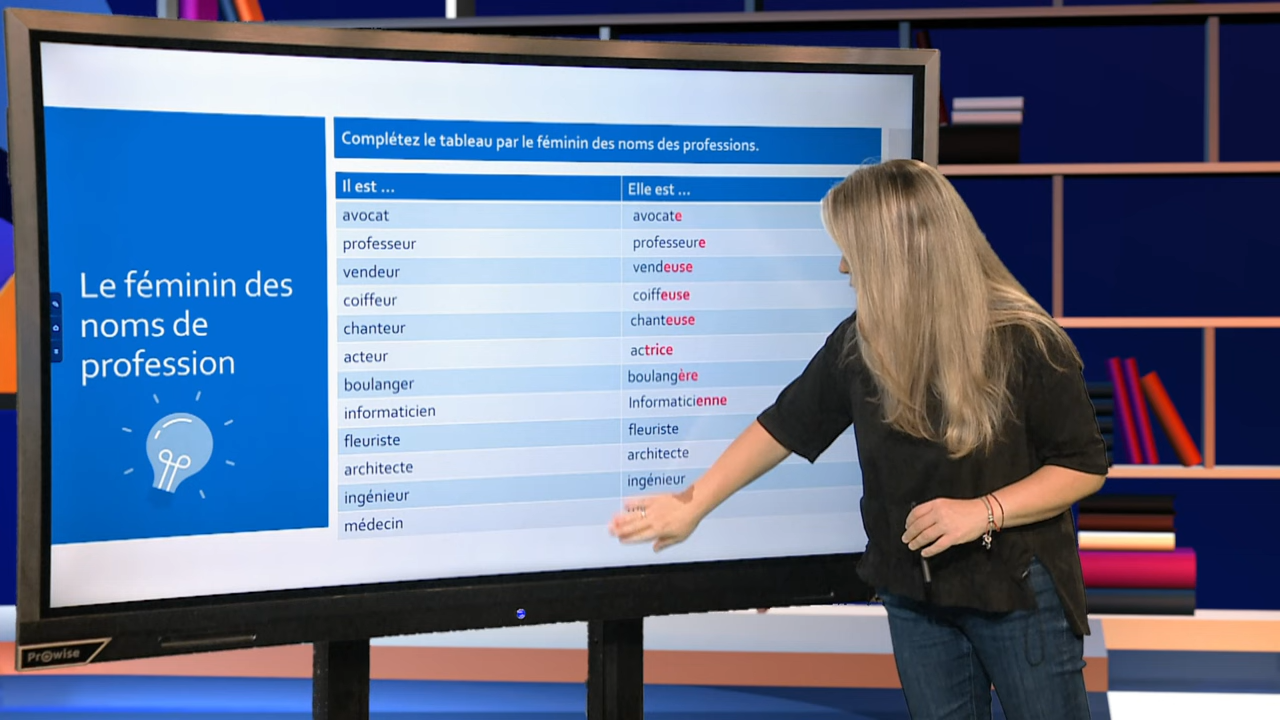 Complétez le tableau par le féminin des noms des professions.
Il est ... Elle est ...
avocat avocate
professeur professeure
vendeur vendeuse
coiffeur coiffeuse
chanteur chanteuse
acteur actrice
boulanger boulangère
informaticien Informaticienne
fleuriste fleuriste
architecte architecte
ingénieur ingénieur
médecin
Le féminin des
noms de
profession
Prowise